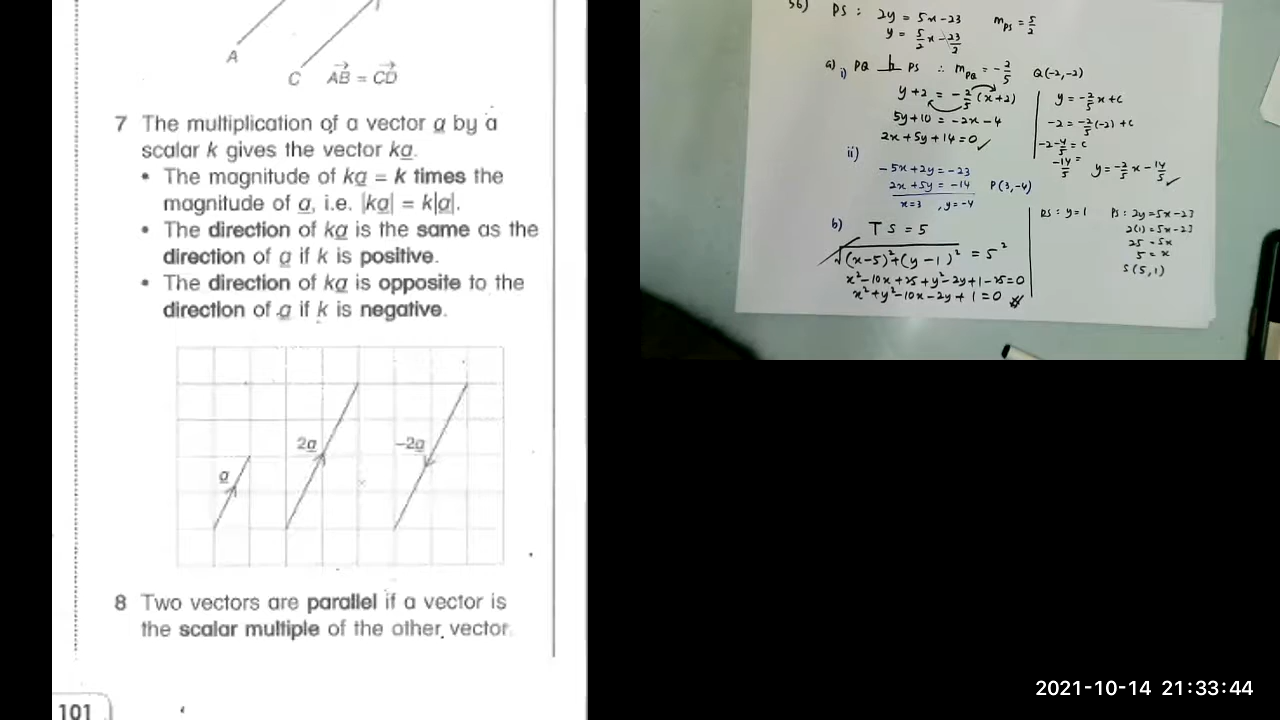 A
C
AB = CD
7 The multiplication of a vector a by a
scalar k gives the vector ka.
• The magnitude of ka = k times the
magnitude of a, i.e. |ka| = k|a|.
• The direction of ka is the same as the
direction of a if k is positive.
• The direction of ka is opposite to the
direction of a if k is negative.
a
2a
-2a
8 Two vectors are parallel if a vector is
the scalar multiple of the other vector.
101
56) PS : 2y = 5x - 23
y = 5/2 x - 23/2
m_PS = 5/2
a) i) PQ ⊥ PS ∴ m_PQ = -2/5 Q(-2,-2)
y + 2 = -2/5 (x + 2)
5y + 10 = -2x - 4
2x + 5y + 14 = 0 ✓
y = -2/5 x + c
-2 = -2/5 (-2) + c
-2 - 4/5 = c
-14/5 =
y = -2/5 x - 14/5 ✓
ii)
-5x + 2y = -23
2x + 5y = -14
x = 3 , y = -4
P(3,-4)
b) TS = 5
√(x-5)² + (y-1)² = 5²
x² - 10x + 25 + y² - 2y + 1 - 25 = 0
x² + y² - 10x - 2y + 1 = 0
RS : y = 1
PS : 2y = 5x - 23
2(1) = 5x - 23
25 = 5x
5 = x
S(5,1)
2021-10-14 21:33:44